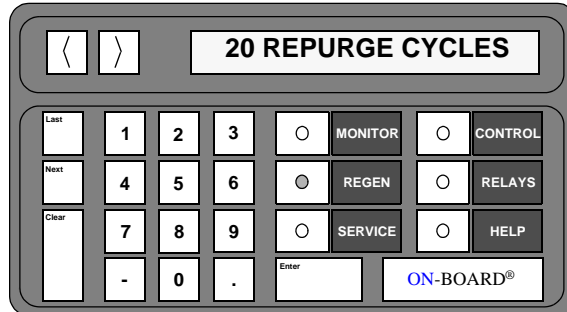 〈 〉 20 REPURGE CYCLES
Last 1 2 3 MONITOR CONTROL
Next 4 5 6 REGEN RELAYS
Clear 7 8 9 SERVICE HELP
- 0 . Enter ON-BOARD®